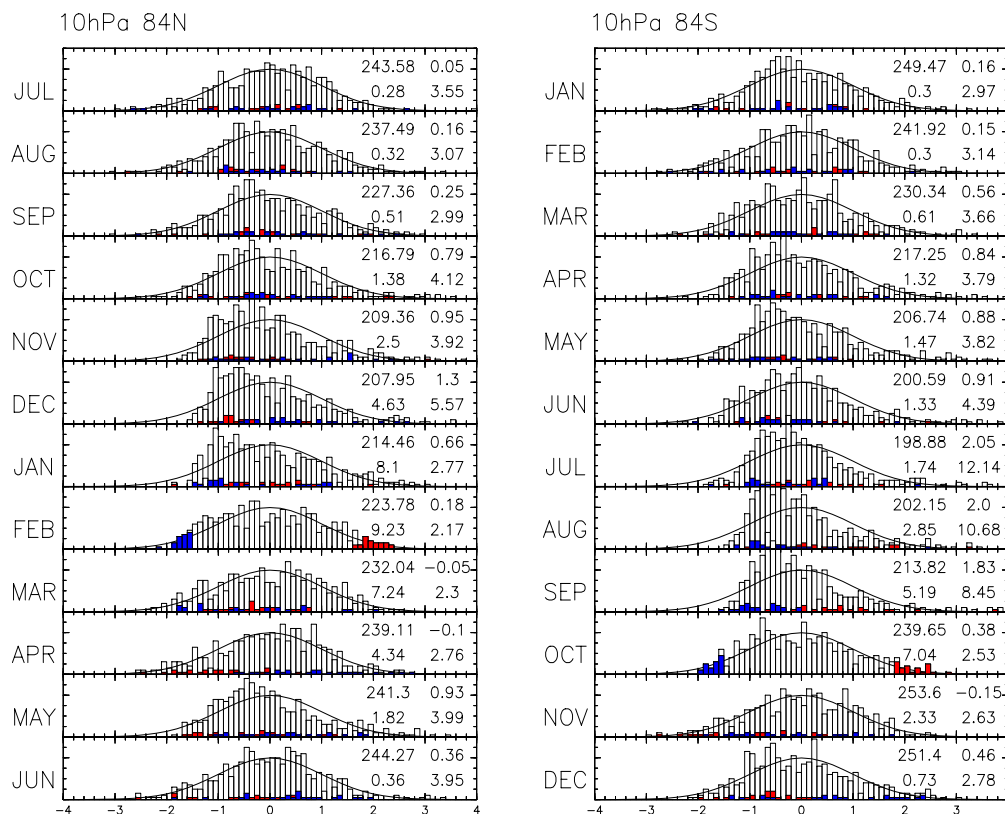 10hPa 84N
JUL 243.58 0.05
0.28 3.55
AUG 237.49 0.16
0.32 3.07
SEP 227.36 0.25
0.51 2.99
OCT 216.79 0.79
1.38 4.12
NOV 209.36 0.95
2.5 3.92
DEC 207.95 1.3
4.63 5.57
JAN 214.46 0.66
8.1 2.77
FEB 223.78 0.18
9.23 2.17
MAR 232.04 −0.05
7.24 2.3
APR 239.11 −0.1
4.34 2.76
MAY 241.3 0.93
1.82 3.99
JUN 244.27 0.36
0.36 3.95
−4 −3 −2 −1 0 1 2 3 4
10hPa 84S
JAN 249.47 0.16
0.3 2.97
FEB 241.92 0.15
0.3 3.14
MAR 230.34 0.56
0.61 3.66
APR 217.25 0.84
1.32 3.79
MAY 206.74 0.88
1.47 3.82
JUN 200.59 0.91
1.33 4.39
JUL 198.88 2.05
1.74 12.14
AUG 202.15 2.0
2.85 10.68
SEP 213.82 1.83
5.19 8.45
OCT 239.65 0.38
7.04 2.53
NOV 253.6 −0.15
2.33 2.63
DEC 251.4 0.46
0.73 2.78
−4 −3 −2 −1 0 1 2 3